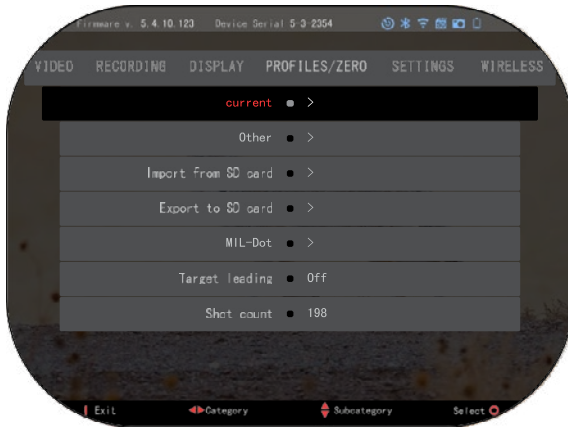 Firmware v. 5.4.10.123 Device Serial 5-3-2354
VIDEO RECORDING DISPLAY PROFILES/ZERO SETTINGS WIRELESS
current >
Other >
Import from SD card >
Export to SD card >
MIL-Dot >
Target leading Off
Shot count 198
Exit Category Subcategory Select